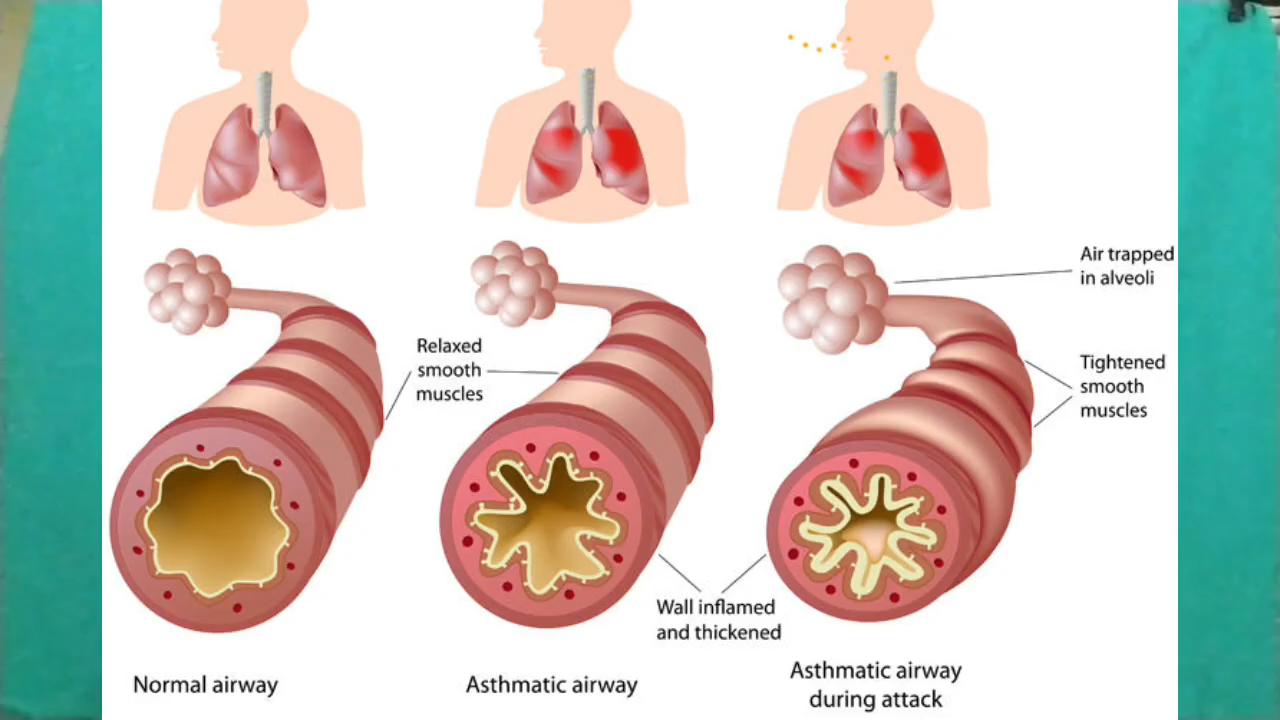 Air trapped
in alveoli
Relaxed
smooth
muscles
Tightened
smooth
muscles
Wall inflamed
and thickened
Normal airway
Asthmatic airway
Asthmatic airway
during attack